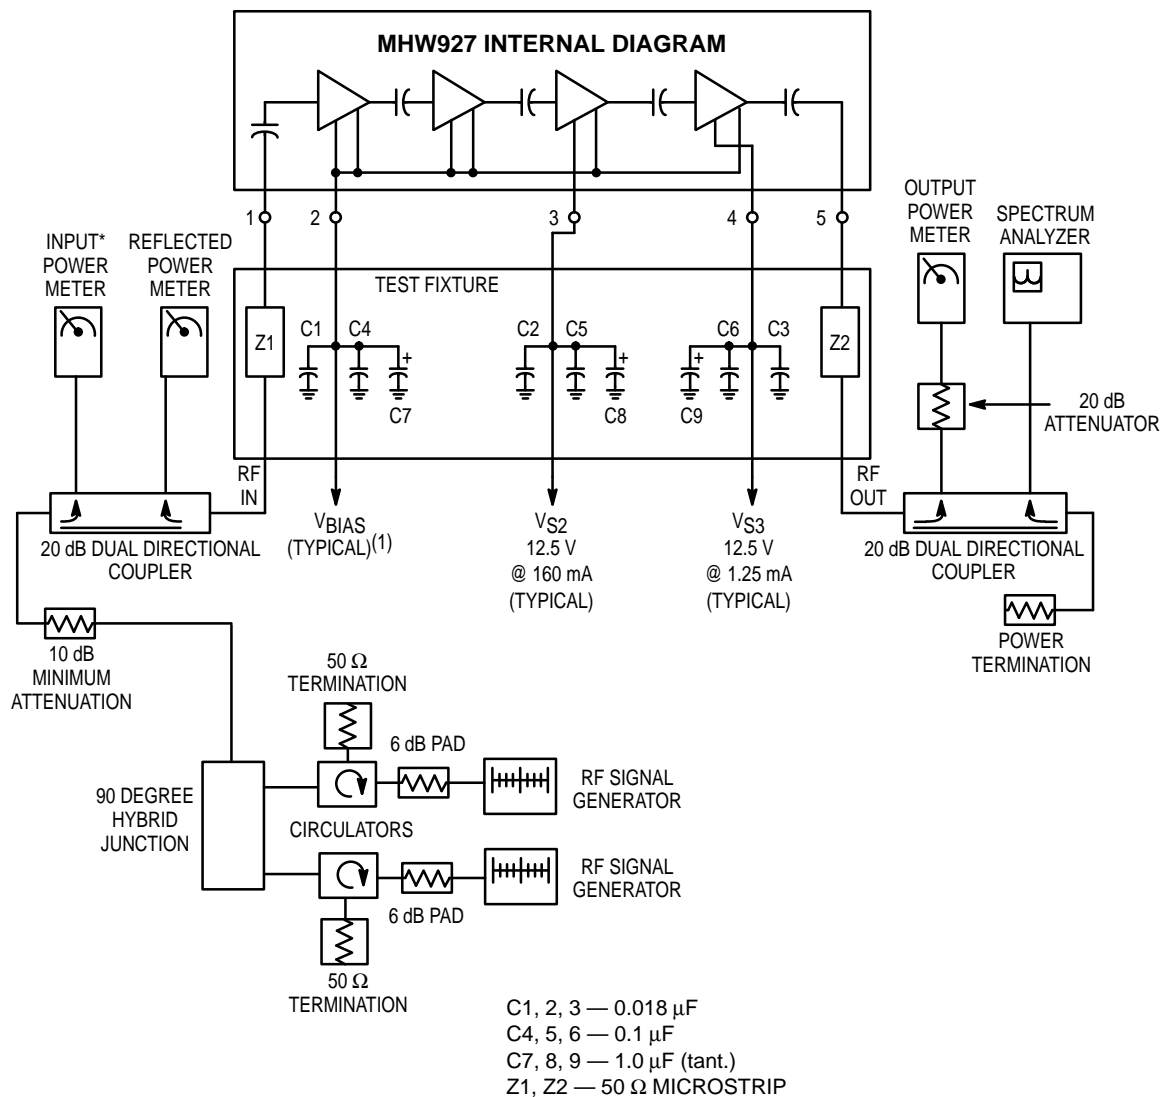 MHW927 INTERNAL DIAGRAM
1
2
3
4
5
INPUT*
POWER
METER
REFLECTED
POWER
METER
OUTPUT
POWER
METER
SPECTRUM
ANALYZER
TEST FIXTURE
Z1
C1
C4
+
C7
C2
C5
+
C8
C6
C3
+
C9
Z2
20 dB
ATTENUATOR
RF
IN
RF
OUT
VBIAS
(TYPICAL)(1)
VS2
12.5 V
@ 160 mA
(TYPICAL)
VS3
12.5 V
@ 1.25 mA
(TYPICAL)
20 dB DUAL DIRECTIONAL
COUPLER
20 dB DUAL DIRECTIONAL
COUPLER
10 dB
MINIMUM
ATTENUATION
POWER
TERMINATION
50 Ω
TERMINATION
6 dB PAD
RF SIGNAL
GENERATOR
90 DEGREE
HYBRID
JUNCTION
CIRCULATORS
RF SIGNAL
GENERATOR
6 dB PAD
50 Ω
TERMINATION
C1, 2, 3 — 0.018 μF
C4, 5, 6 — 0.1 μF
C7, 8, 9 — 1.0 μF (tant.)
Z1, Z2 — 50 Ω MICROSTRIP